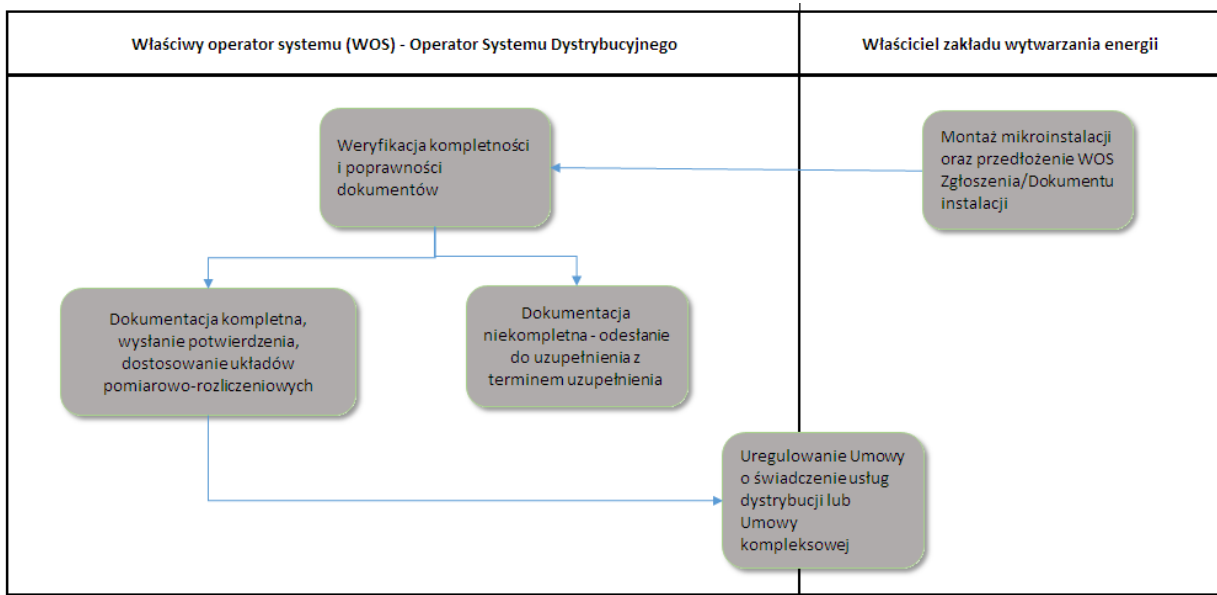 Właściwy operator systemu (WOS) - Operator Systemu Dystrybucyjnego
Właściciel zakładu wytwarzania energii
Weryfikacja kompletności
i poprawności
dokumentów
Montaż mikroinstalacji
oraz przedłożenie WOS
Zgłoszenia/Dokumentu
instalacji
Dokumentacja kompletna,
wysłanie potwierdzenia,
dostosowanie układów
pomiarowo-rozliczeniowych
Dokumentacja
niekompletna - odesłanie
do uzupełnienia z
terminem uzupełnienia
Uregulowanie Umowy
o świadczenie usług
dystrybucji lub
Umowy
kompleksowej